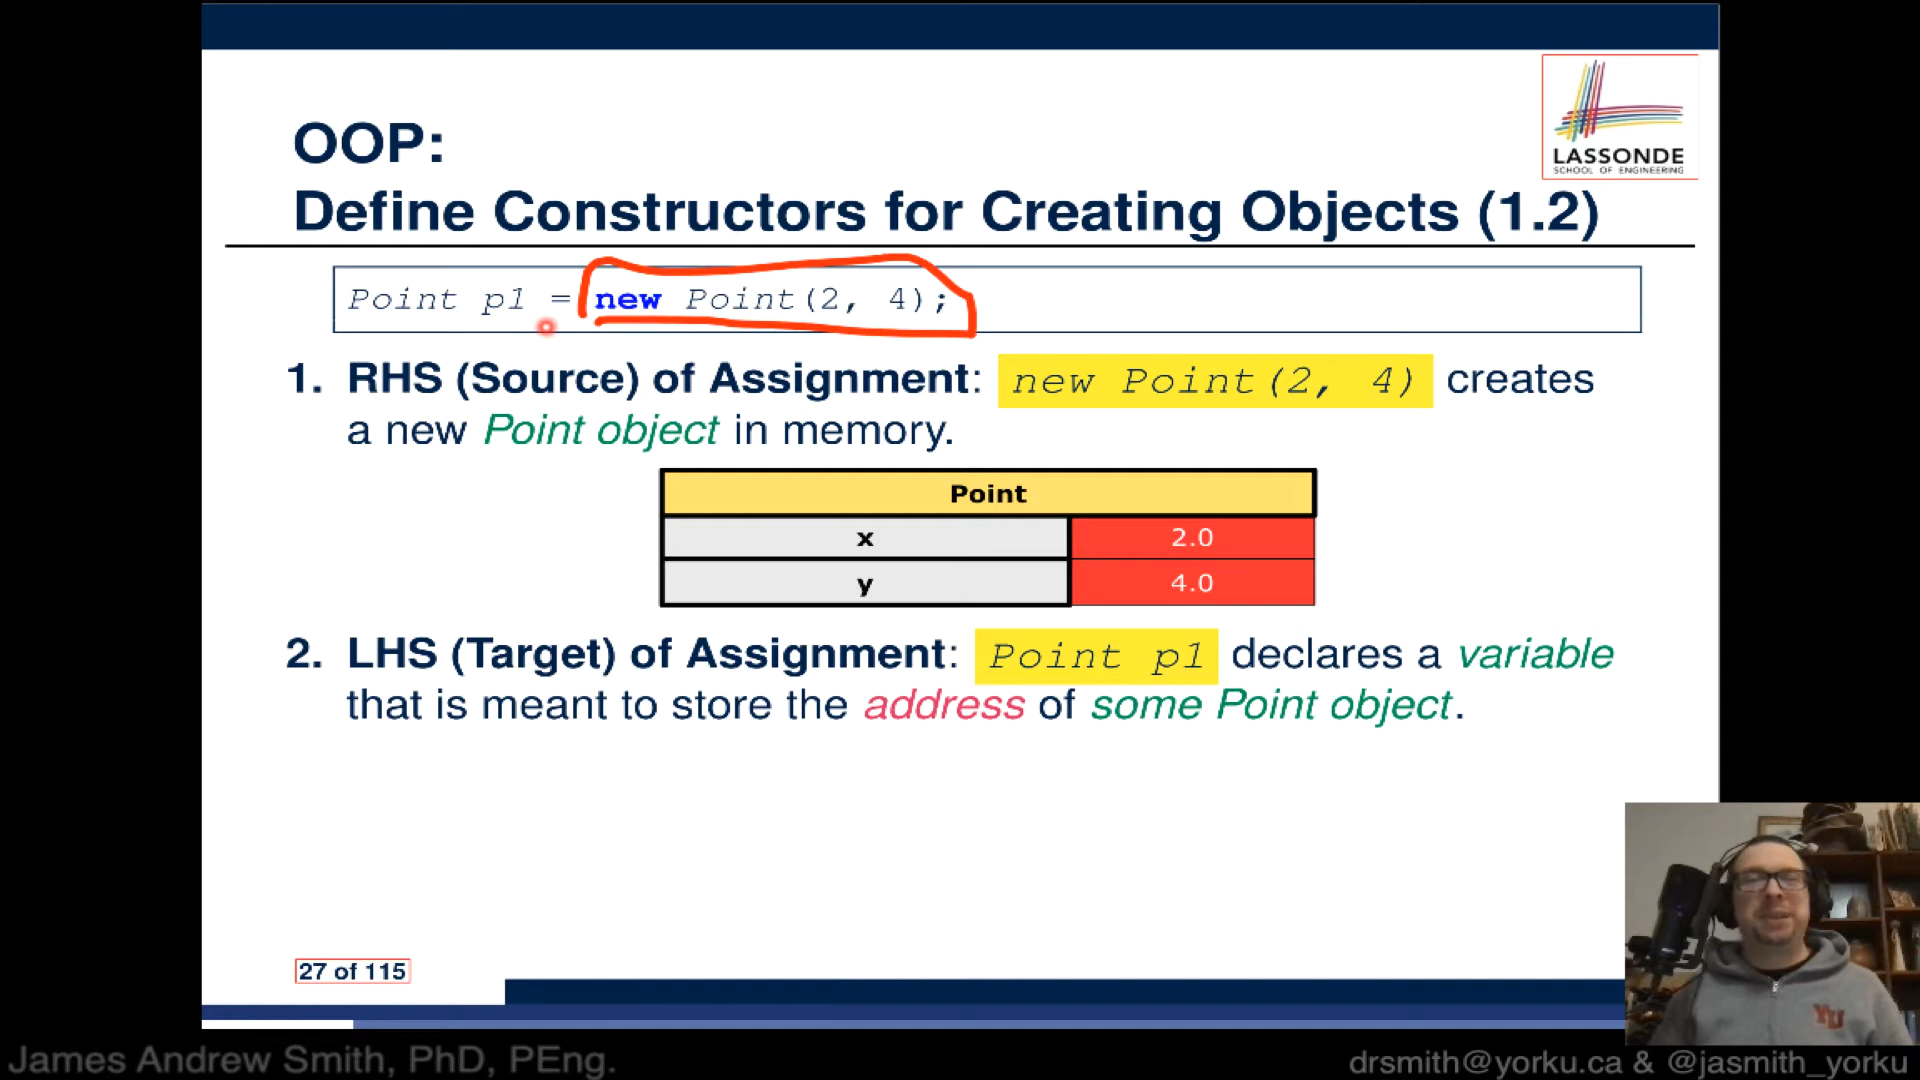 LASSONDE
SCHOOL OF ENGINEERING
OOP:
Define Constructors for Creating Objects (1.2)
Point p1 = new Point(2, 4);
1. RHS (Source) of Assignment: new Point(2, 4) creates
a new Point object in memory.
Point
x 2.0
y 4.0
2. LHS (Target) of Assignment: Point p1 declares a variable
that is meant to store the address of some Point object.
YU
27 of 115
James Andrew Smith, PhD, PEng.
drsmith@yorku.ca & @jasmith_yorku